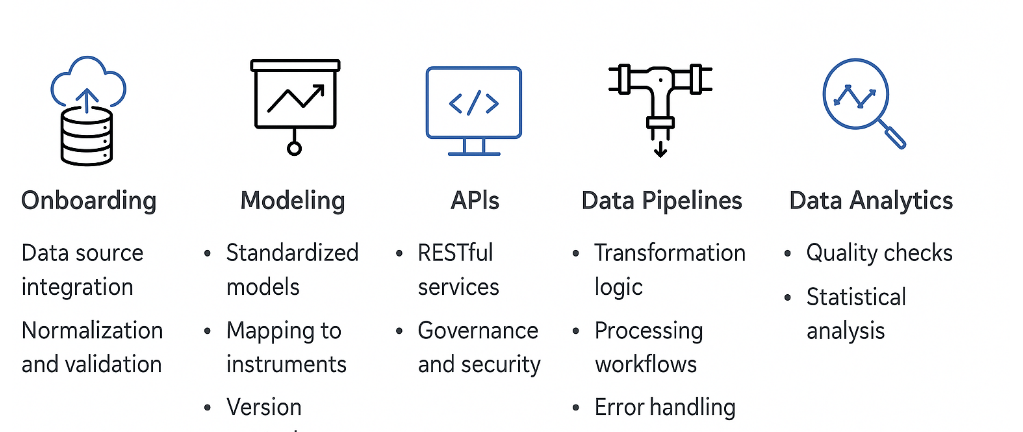 Onboarding
Data source
integration
Normalization
and validation
Modeling
• Standardized
models
• Mapping to
instruments
• Version
APIs
• RESTful
services
• Governance
and security
Data Pipelines
• Transformation
logic
• Processing
workflows
• Error handling
Data Analytics
• Quality checks
• Statistical
analysis